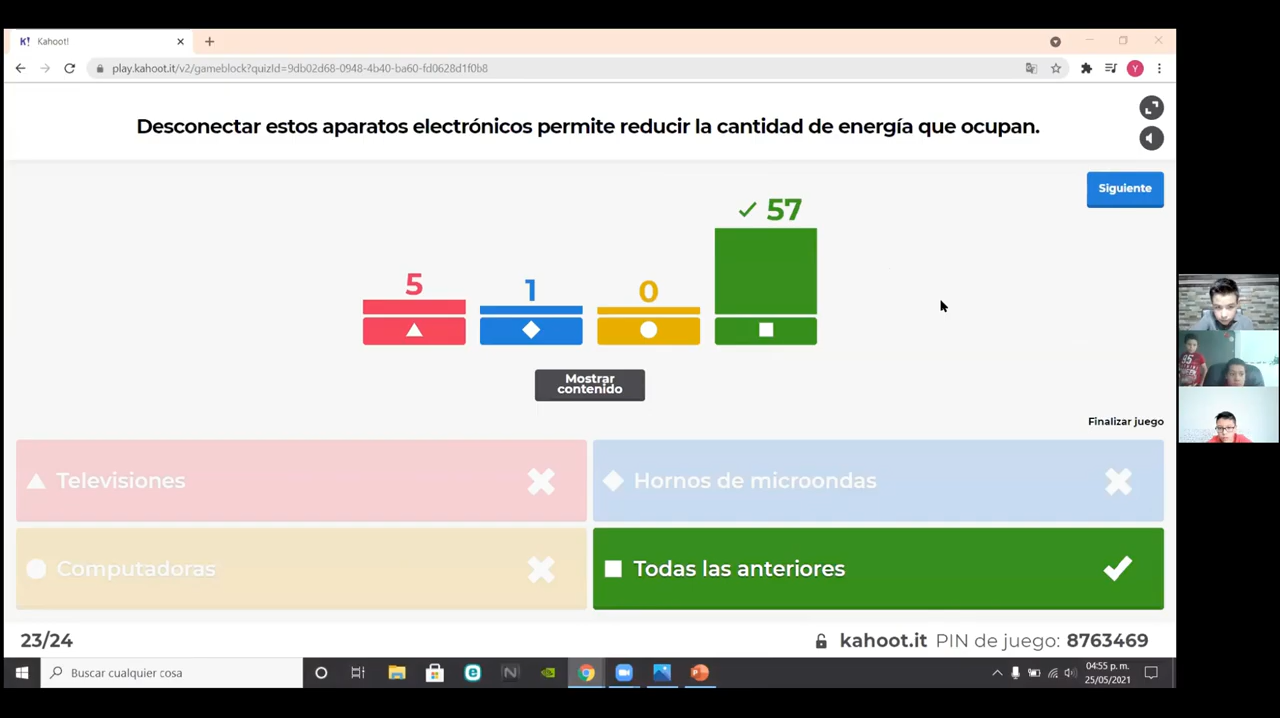 Kahoot!
play.kahoot.it/v2/gameblock?quizId=9db02d68-0948-4b40-ba60-fd0628d1f0b8
Y
Desconectar estos aparatos electrónicos permite reducir la cantidad de energía que ocupan.
Siguiente
57
5
1
0
Mostrar
contenido
Finalizar juego
Televisiones
Hornos de microondas
Computadoras
Todas las anteriores
23/24
kahoot.it PIN de juego: 8763469
Buscar cualquier cosa
04:55 p. m.
25/05/2021